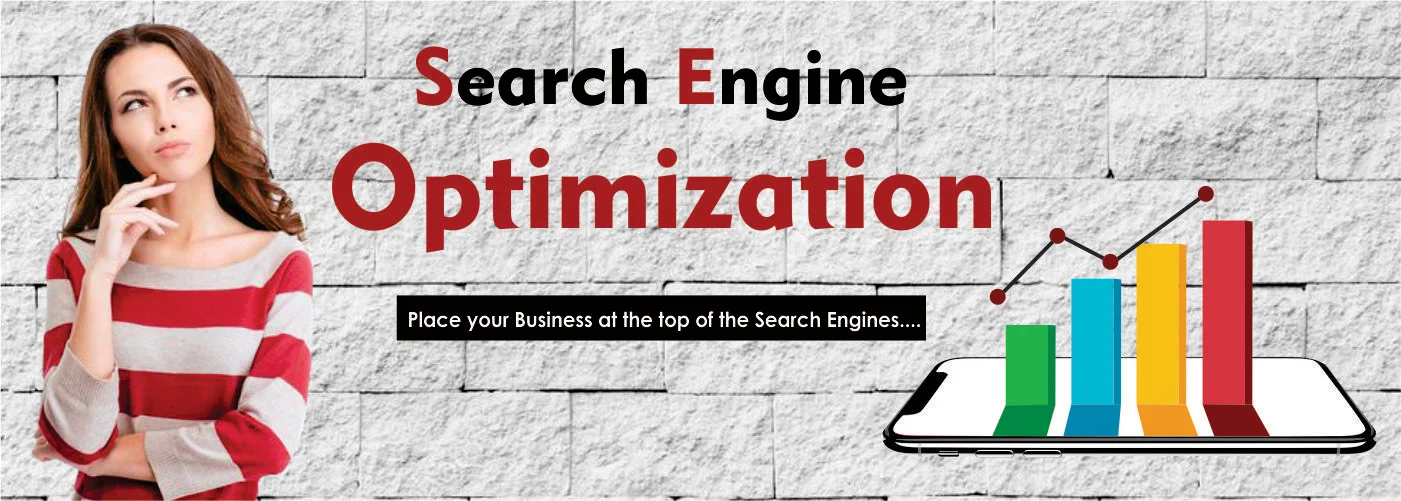 Search Engine
Optimization
Place your Business at the top of the Search Engines....